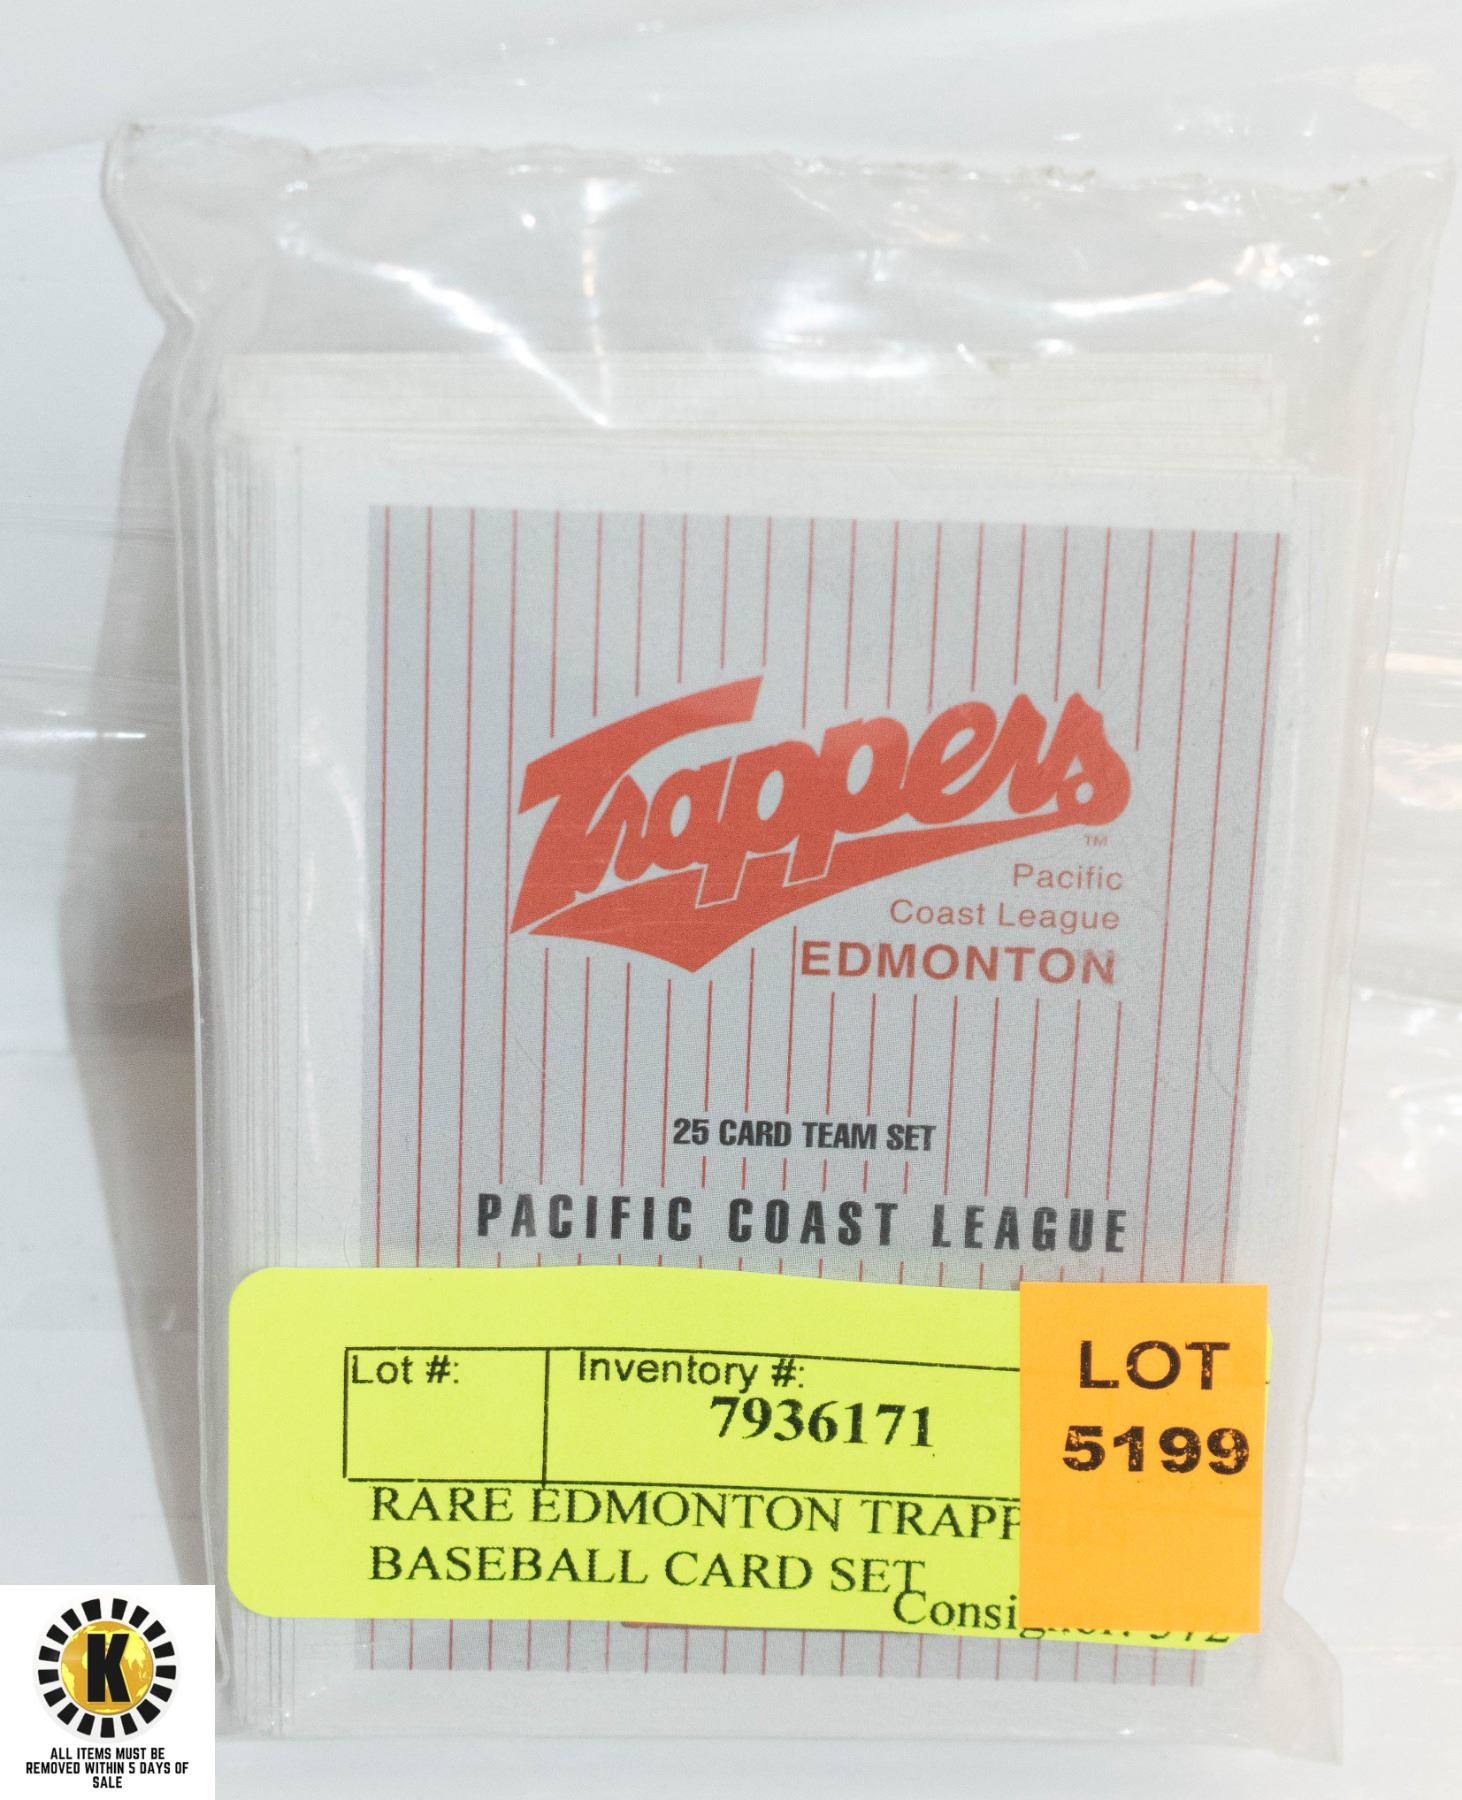 Trappers
™
Pacific
Coast League
EDMONTON
25 CARD TEAM SET
PACIFIC COAST LEAGUE
Lot #:
Inventory #:
7936171
LOT
5199
RARE EDMONTON
BASEBALL CARD SET
K
ALL ITEMS MUST BE
REMOVED WITHIN 5 DAYS OF
SALE